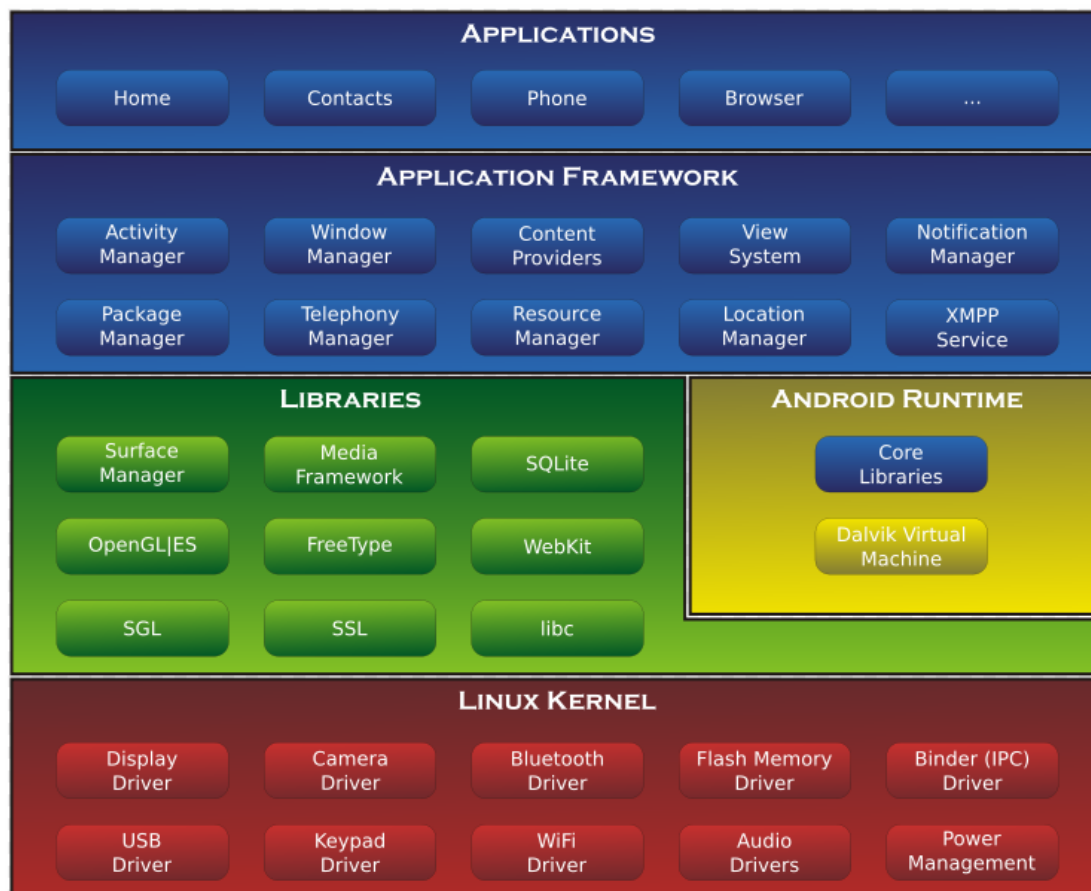 APPLICATIONS
Home
Contacts
Phone
Browser
...
APPLICATION FRAMEWORK
Activity
Manager
Window
Manager
Content
Providers
View
System
Notification
Manager
Package
Manager
Telephony
Manager
Resource
Manager
Location
Manager
XMPP
Service
LIBRARIES
Surface
Manager
Media
Framework
SQLite
OpenGL|ES
FreeType
WebKit
SGL
SSL
libc
ANDROID RUNTIME
Core
Libraries
Dalvik Virtual
Machine
LINUX KERNEL
Display
Driver
Camera
Driver
Bluetooth
Driver
Flash Memory
Driver
Binder (IPC)
Driver
USB
Driver
Keypad
Driver
WiFi
Driver
Audio
Drivers
Power
Management